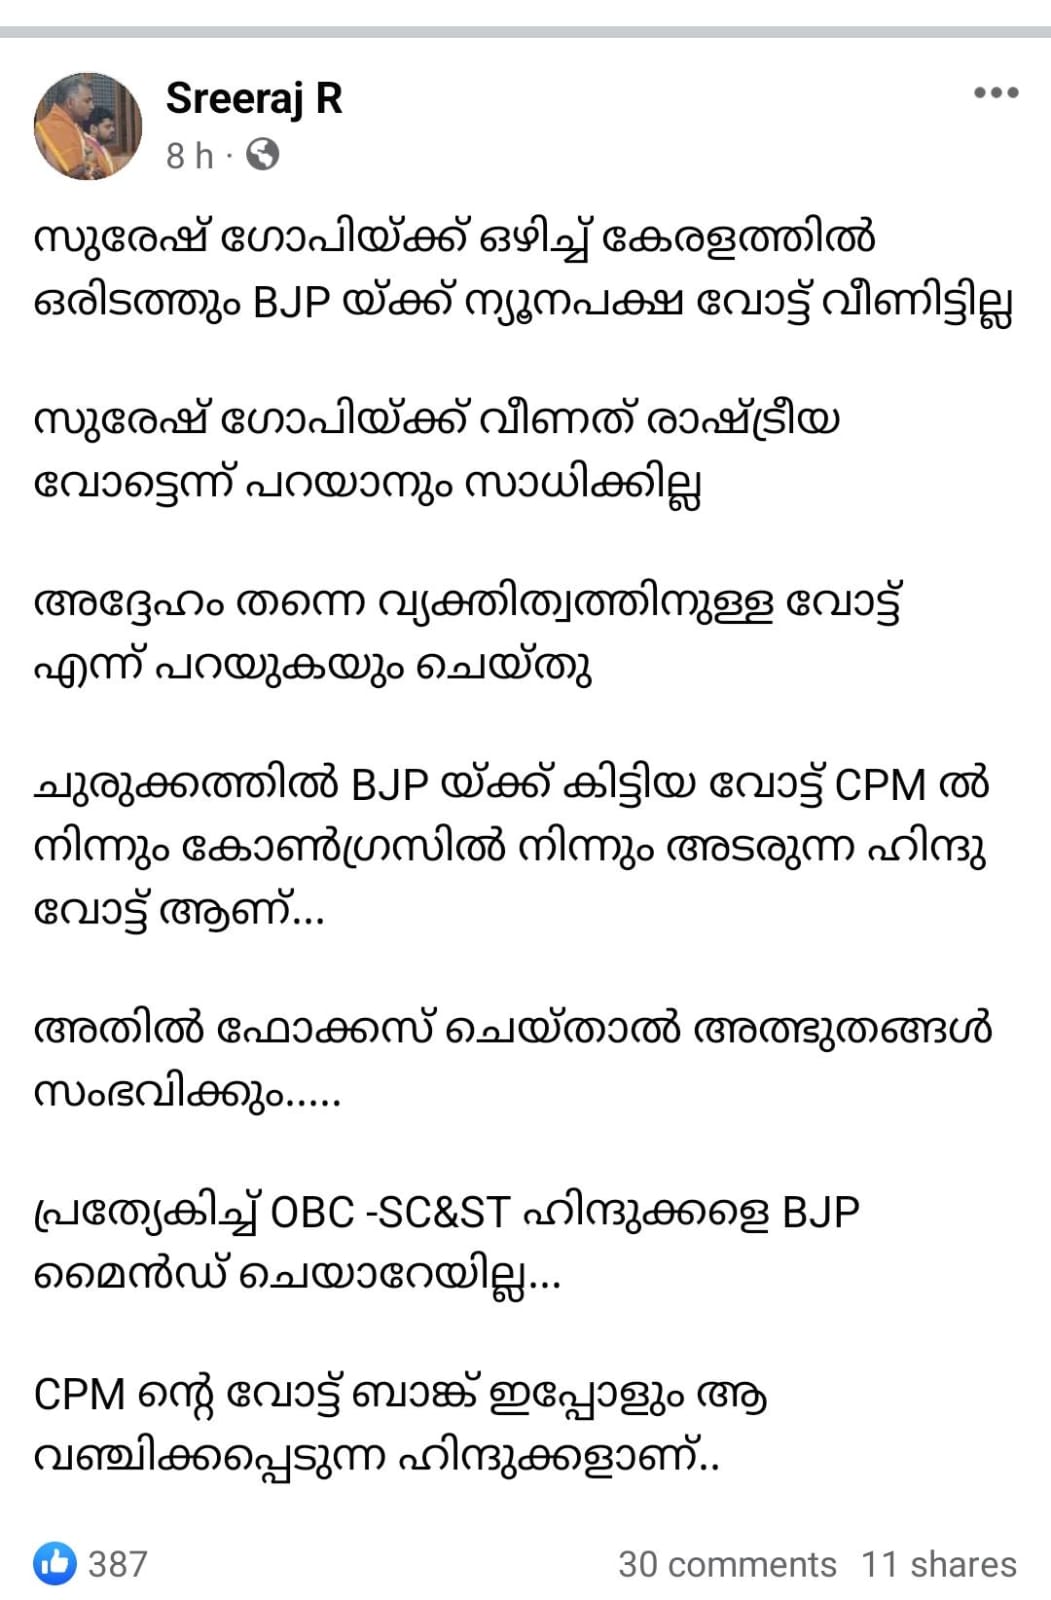 Sreeraj R
8 h ·
സുരേഷ് ഗോപിയ്ക്ക് ഒഴിച്ച് കേരളത്തിൽ
ഒരിടത്തും BJP യ്ക്ക് ന്യൂനപക്ഷ വോട്ട് വീണിട്ടില്ല
സുരേഷ് ഗോപിയ്ക്ക് വീണത് രാഷ്ട്രീയ
വോട്ടെന്ന് പറയാനും സാധിക്കില്ല
അദ്ദേഹം തന്നെ വ്യക്തിത്വത്തിനുള്ള വോട്ട്
എന്ന് പറയുകയും ചെയ്തു
ചുരുക്കത്തിൽ BJP യ്ക്ക് കിട്ടിയ വോട്ട് CPM ൽ
നിന്നും കോൺഗ്രസിൽ നിന്നും അടരുന്ന ഹിന്ദു
വോട്ട് ആണ്...
അതിൽ ഫോക്കസ് ചെയ്താൽ അത്ഭുതങ്ങൾ
സംഭവിക്കും.....
പ്രത്യേകിച്ച് OBC -SC&ST ഹിന്ദുക്കളെ BJP
മൈൻഡ് ചെയാറേയില്ല...
CPM ന്റെ വോട്ട് ബാങ്ക് ഇപ്പോളും ആ
വഞ്ചിക്കപ്പെടുന്ന ഹിന്ദുക്കളാണ്..
387 30 comments 11 shares